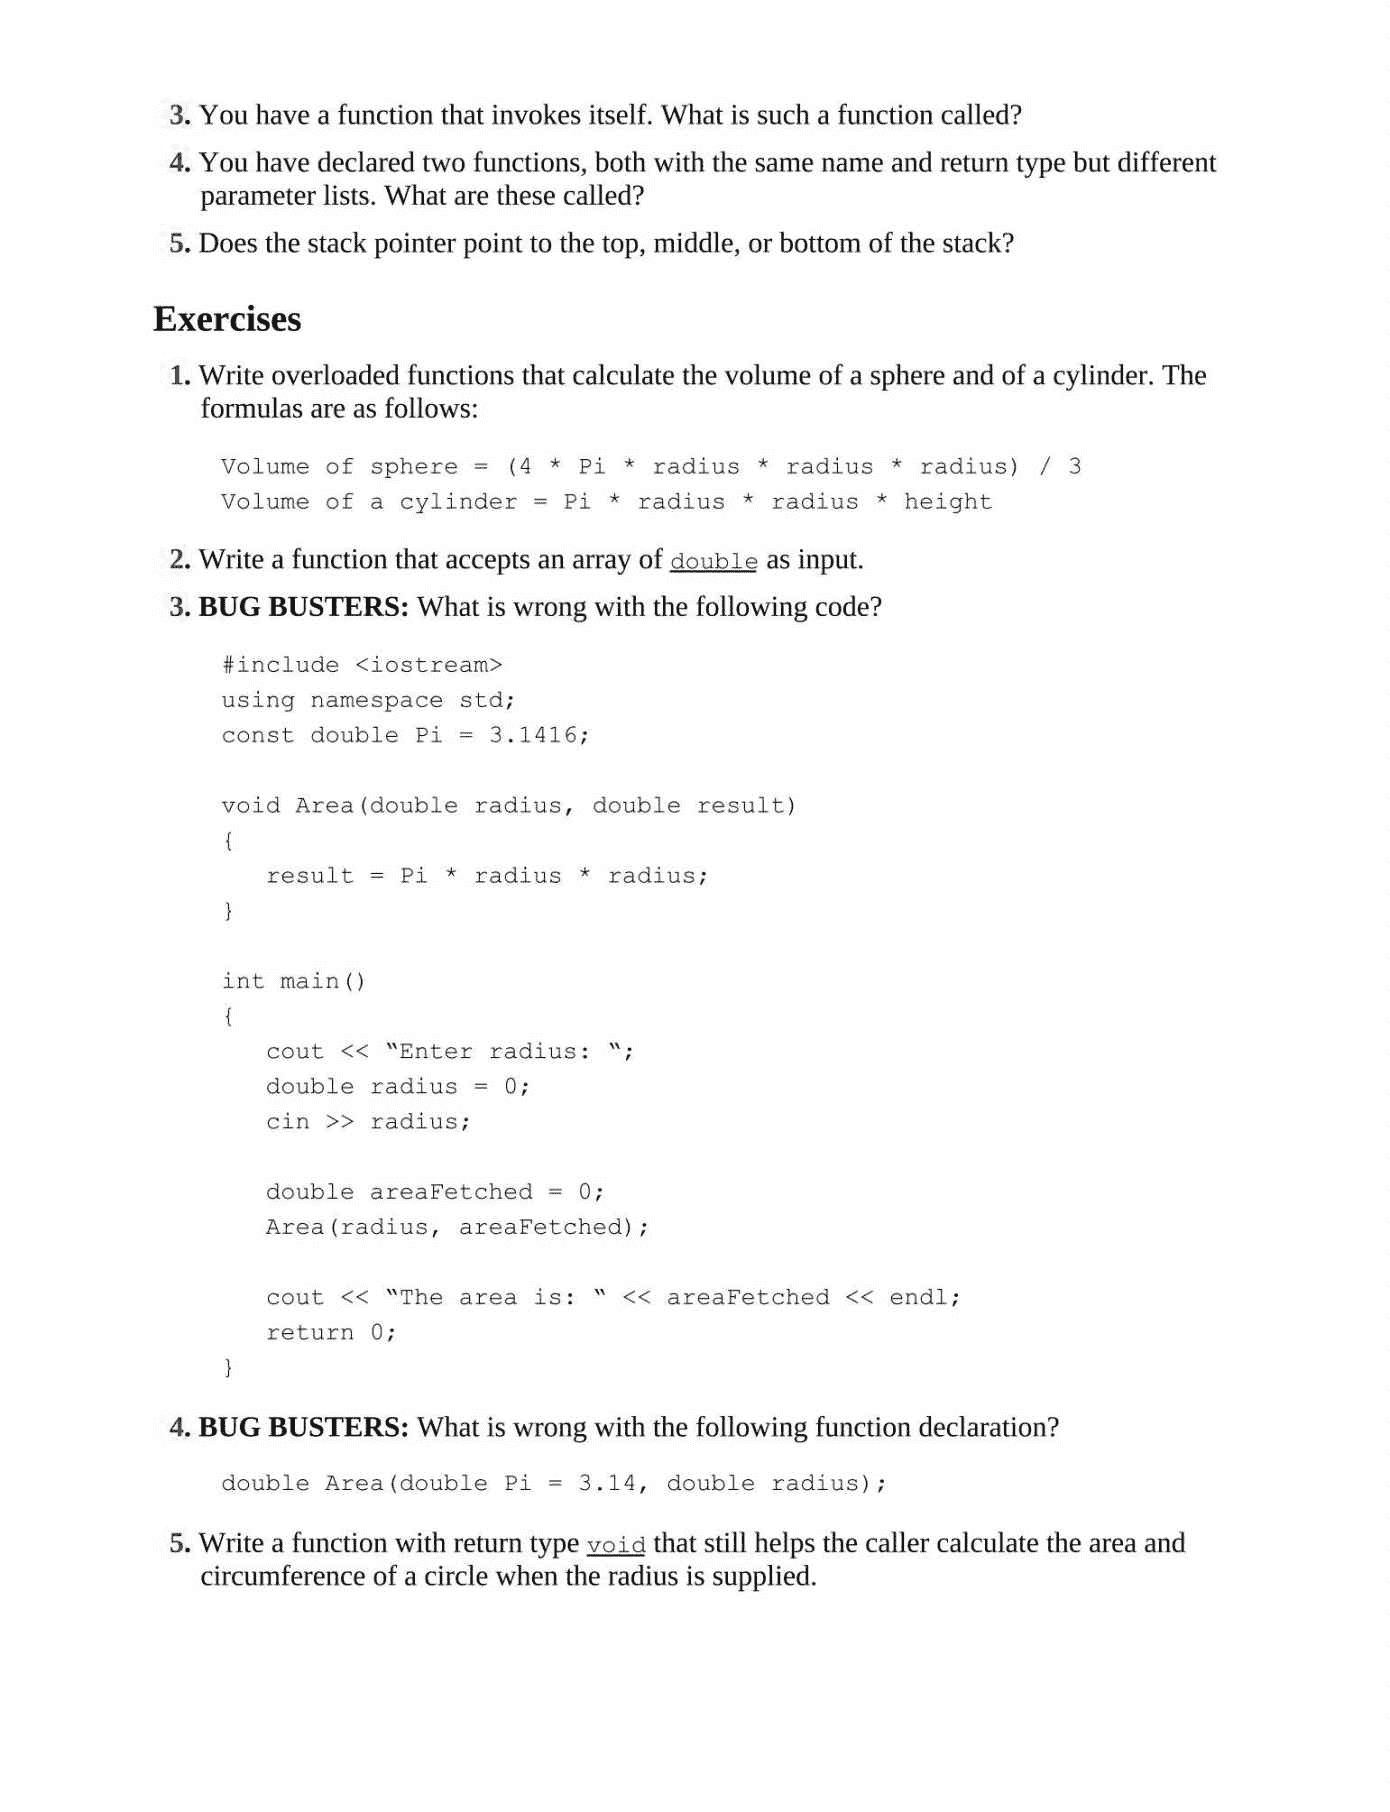 3. You have a function that invokes itself. What is such a function called?
4. You have declared two functions, both with the same name and return type but different
parameter lists. What are these called?
5. Does the stack pointer point to the top, middle, or bottom of the stack?
Exercises
1. Write overloaded functions that calculate the volume of a sphere and of a cylinder. The
formulas are as follows:
Volume of sphere = (4 * Pi * radius * radius * radius) / 3
Volume of a cylinder = Pi * radius * radius * height
2. Write a function that accepts an array of double as input.
3. BUG BUSTERS: What is wrong with the following code?
#include <iostream>
using namespace std;
const double Pi = 3.1416;
void Area(double radius, double result)
{
result = Pi * radius * radius;
}
int main()
{
cout << “Enter radius: “;
double radius = 0;
cin >> radius;
double areaFetched = 0;
Area(radius, areaFetched);
cout << “The area is: “ << areaFetched << endl;
return 0;
}
4. BUG BUSTERS: What is wrong with the following function declaration?
double Area(double Pi = 3.14, double radius);
5. Write a function with return type void that still helps the caller calculate the area and
circumference of a circle when the radius is supplied.